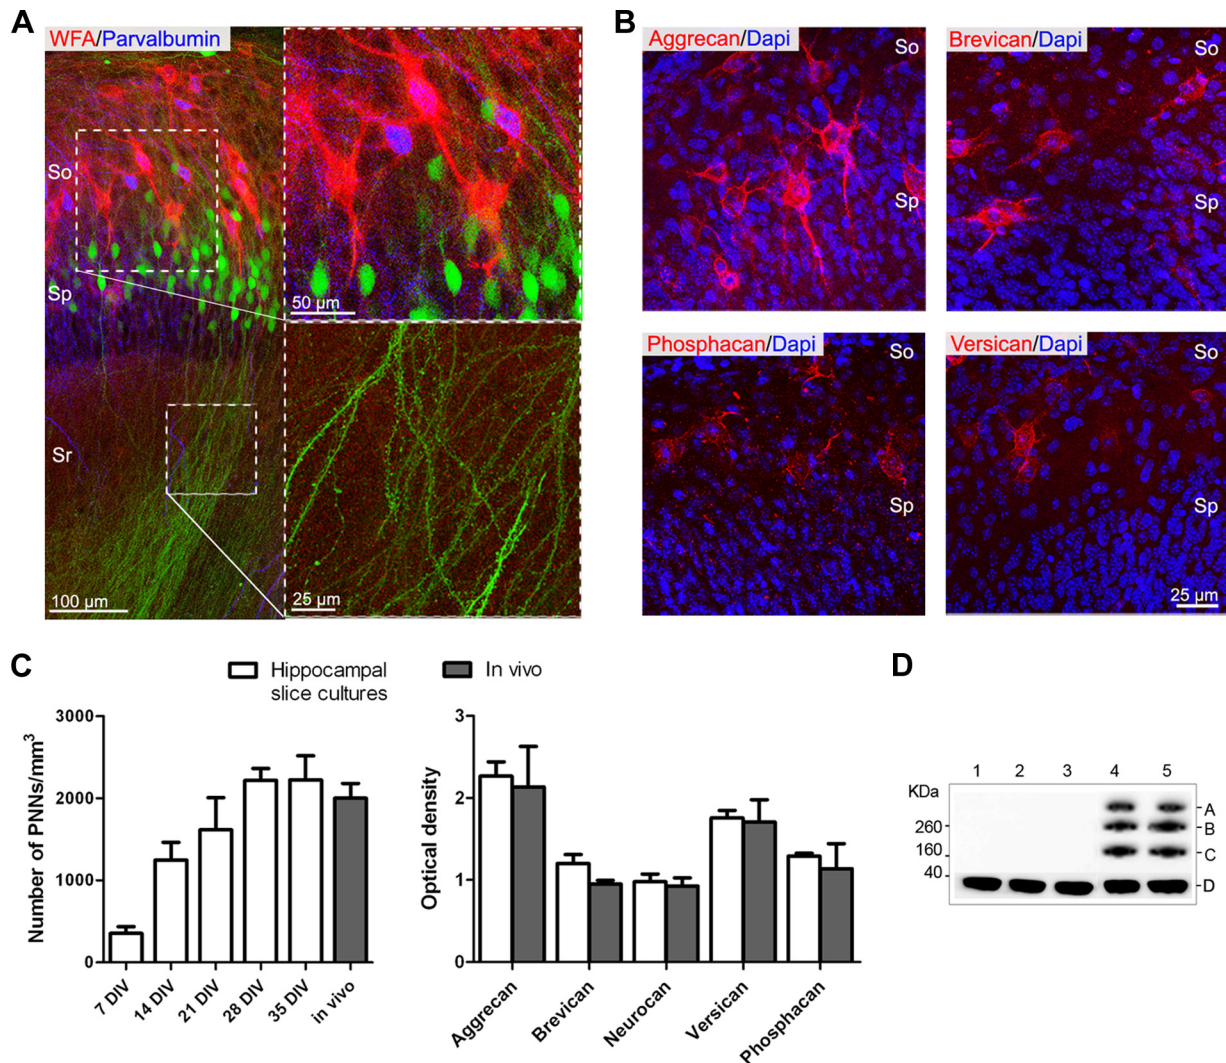 A
WFA/Parvalbumin
So
Sp
Sr
50 µm
100 µm
25 µm
B
Aggrecan/Dapi
So
Sp
Brevican/Dapi
So
Sp
Phosphacan/Dapi
So
Sp
Versican/Dapi
So
Sp
25 µm
C
Hippocampal
slice cultures
In vivo
Number of PNNs/mm³
3000
2000
1000
0
7 DIV
14 DIV
21 DIV
28 DIV
35 DIV
in vivo
Optical density
3
2
1
0
Aggrecan
Brevican
Neurocan
Versican
Phosphacan
D
1 2 3 4 5
KDa
260
160
40
A
B
C
D